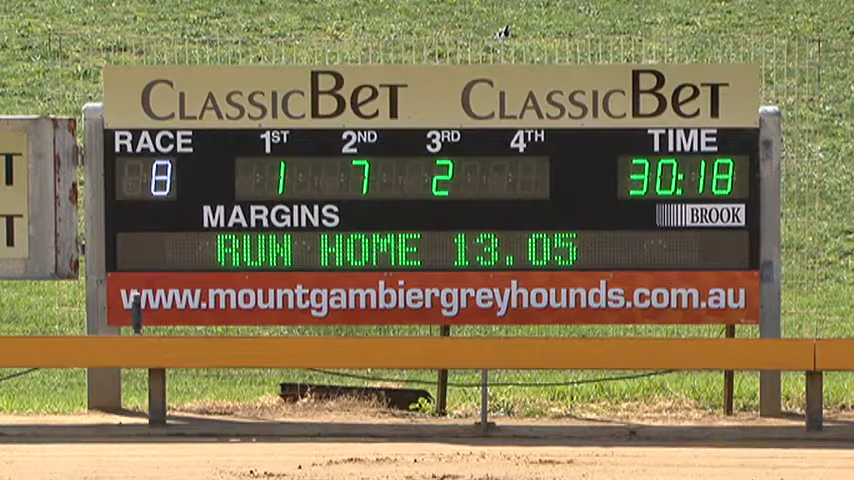 CLASSICBET CLASSICBET
RACE 1ST 2ND 3RD 4TH TIME
8 1 7 2 30:18
MARGINS BROOK
RUN HOME 13.05
www.mountgambiergreyhounds.com.au
T
T